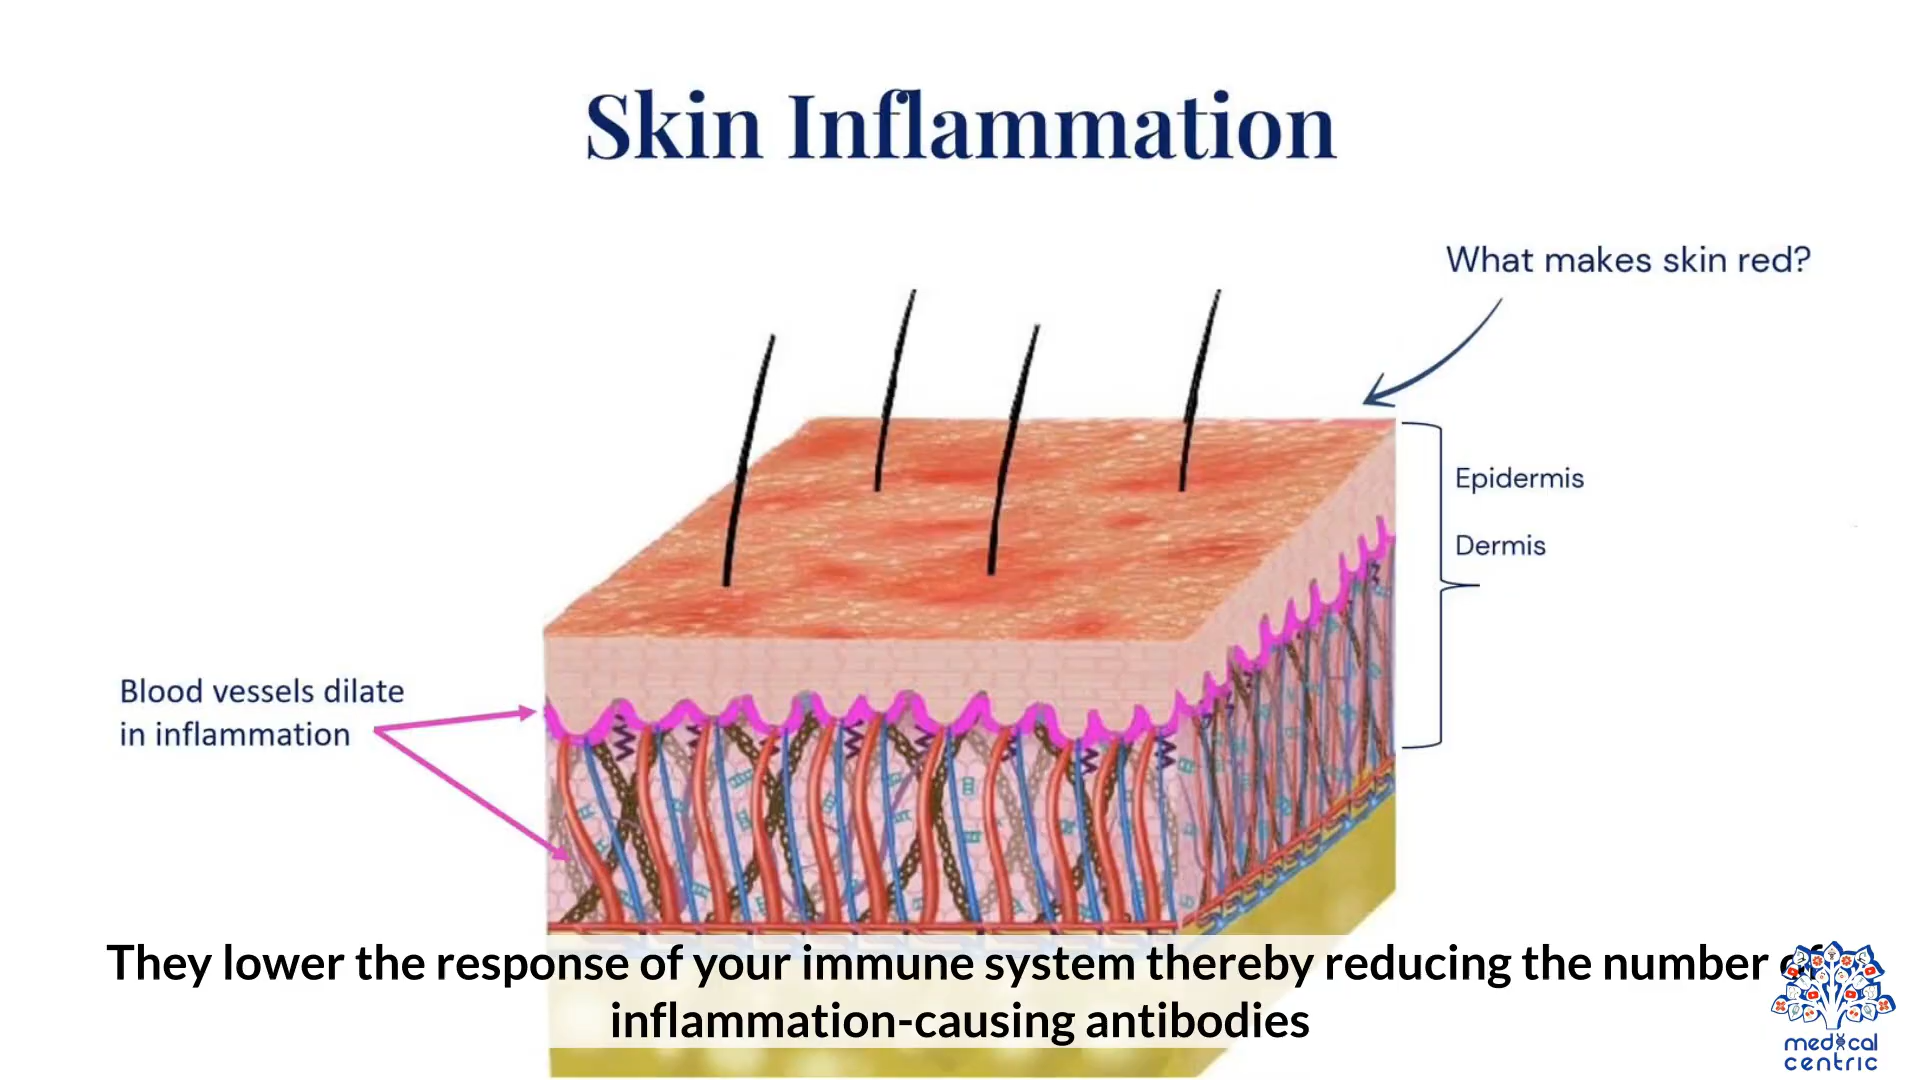 Skin Inflammation
What makes skin red?
Epidermis
Dermis
Blood vessels dilate
in inflammation
They lower the response of your immune system thereby reducing the number of
inflammation-causing antibodies
medical
centric